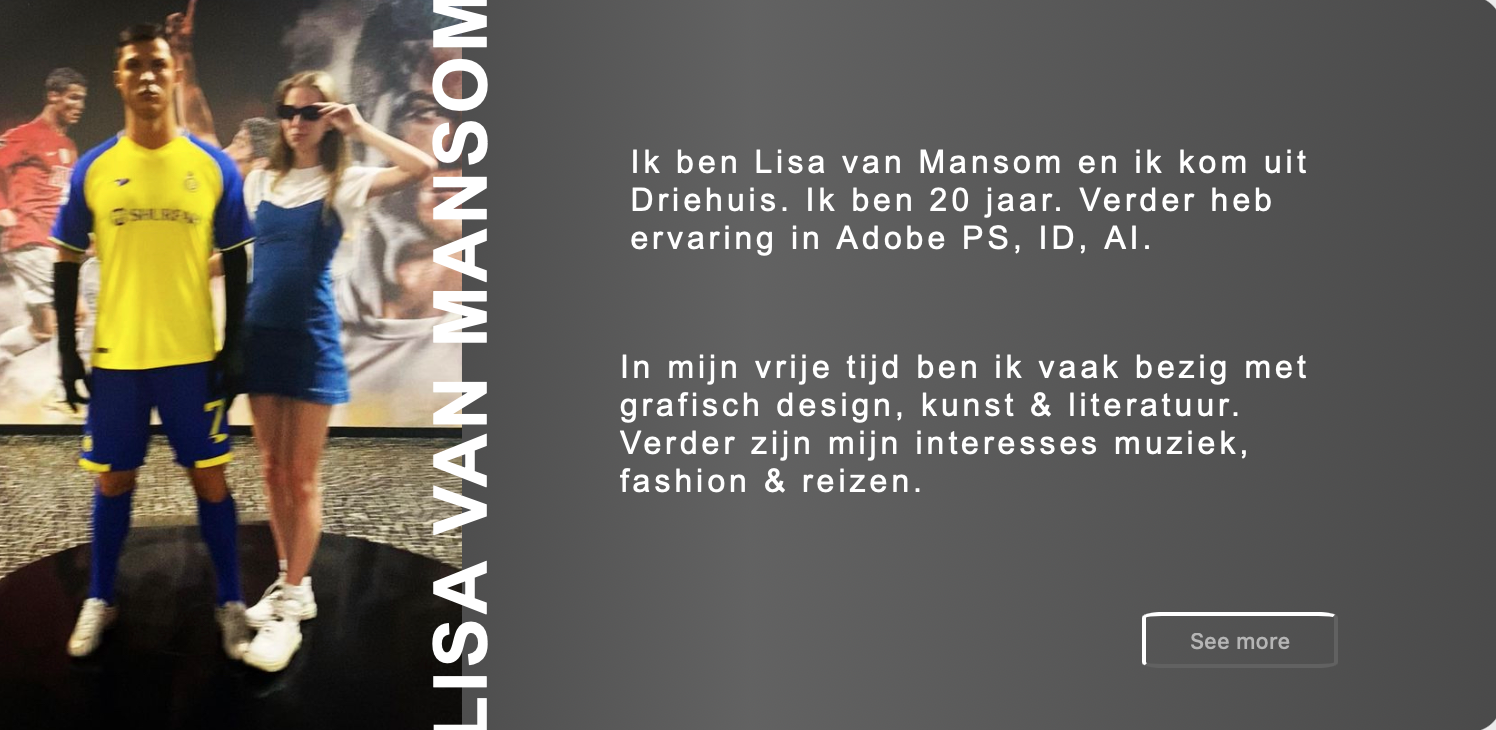 LISA VAN MANSOM
Ik ben Lisa van Mansom en ik kom uit
Driehuis. Ik ben 20 jaar. Verder heb
ervaring in Adobe PS, ID, AI.
In mijn vrije tijd ben ik vaak bezig met
grafisch design, kunst & literatuur.
Verder zijn mijn interesses muziek,
fashion & reizen.
See more
7